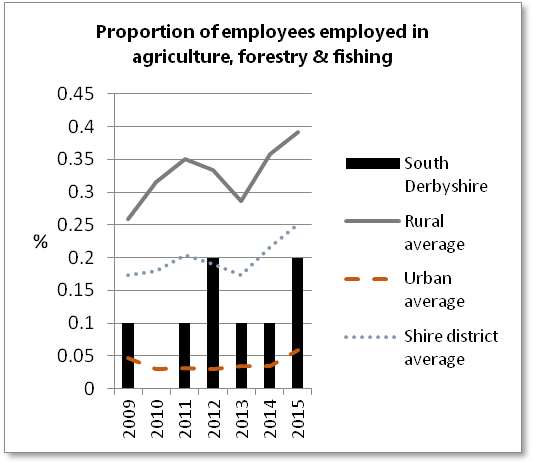 Proportion of employees employed in
agriculture, forestry & fishing
0.45
0.4
0.35
0.3
0.25
0.2
0.15
0.1
0.05
0
%
2009
2010
2011
2012
2013
2014
2015
South
Derbyshire
Rural
average
Urban
average
Shire district
average